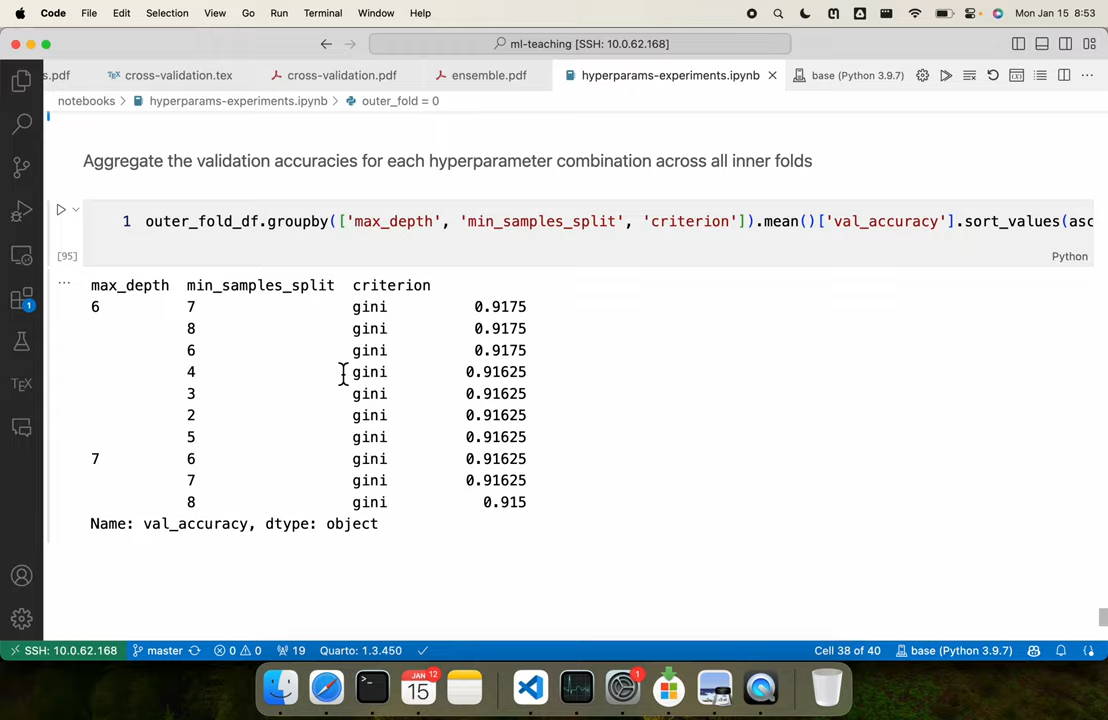 Code File Edit Selection View Go Run Terminal Window Help Mon Jan 15 8:53
ml-teaching [SSH: 10.0.62.168]
s.pdf TEX cross-validation.tex cross-validation.pdf ensemble.pdf hyperparams-experiments.ipynb base (Python 3.9.7)
notebooks > hyperparams-experiments.ipynb > outer_fold = 0
Aggregate the validation accuracies for each hyperparameter combination across all inner folds
1 outer_fold_df.groupby(['max_depth', 'min_samples_split', 'criterion']).mean()['val_accuracy'].sort_values(asc
[95] Python
... max_depth min_samples_split criterion
6 7 gini 0.9175
8 gini 0.9175
6 gini 0.9175
4 gini 0.91625
3 gini 0.91625
2 gini 0.91625
5 gini 0.91625
7 6 gini 0.91625
7 gini 0.91625
8 gini 0.915
Name: val_accuracy, dtype: object
1
TEX
SSH: 10.0.62.168 master 0 0 19 Quarto: 1.3.450 Cell 38 of 40 base (Python 3.9.7)
JAN 12
15
1